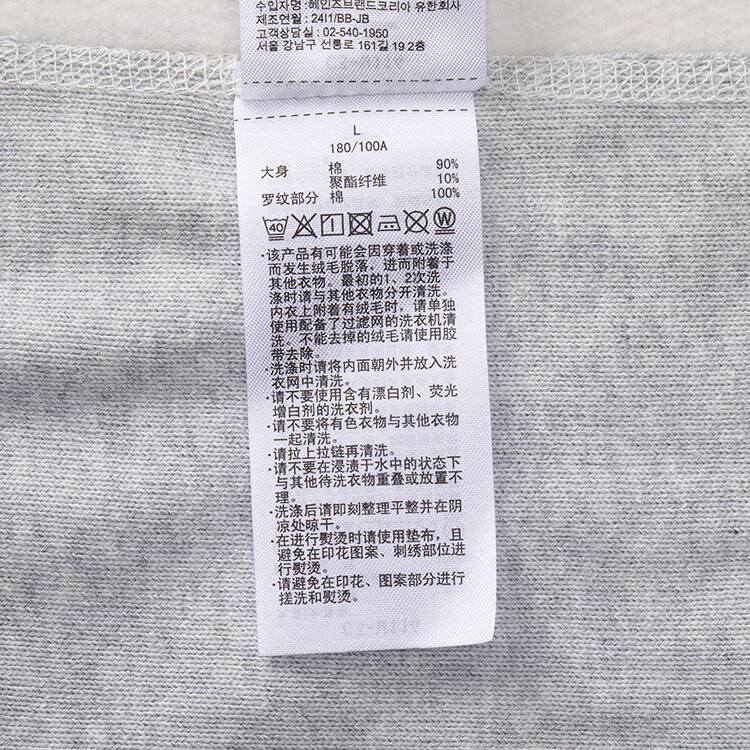 수입자명 : 헤인즈브랜드코리아 유한회사
제조연월 : 24I1/BB-JB
고객상담실 : 02-540-1950
서울 강남구 선릉로 161길 19 2층
L
180/100A
大身 棉 90%
聚酯纤维 10%
罗纹部分 棉 100%
40 W
·该产品有可能会因穿着或洗涤
而发生绒毛脱落，进而附着于
其他衣物。最初的1、2次洗
涤时请与其他衣物分开清洗。
内衣上附着有绒毛时，请单独
使用配备了过滤网的洗衣机清
洗。不能去掉的绒毛请使用胶
带去除。
·洗涤时请将内面朝外并放入洗
衣网中清洗。
·请不要使用含有漂白剂、荧光
增白剂的洗衣剂。
·请不要将有色衣物与其他衣物
一起清洗。
·请拉上拉链再清洗。
·请不要在浸渍于水中的状态下
与其他待洗衣物重叠或放置不
理。
·洗涤后请即刻整理平整并在阴
凉处晾干。
·在进行熨烫时请使用垫布，且
避免在印花图案、刺绣部位进
行熨烫。
·请避免在印花、图案部分进行
搓洗和熨烫。